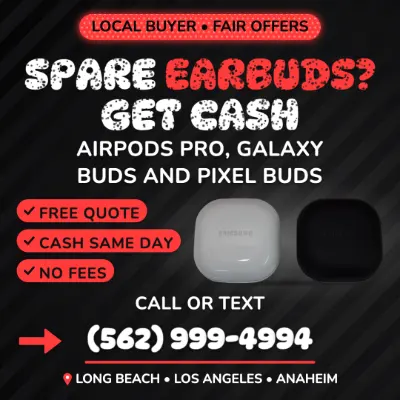 LOCAL BUYER • FAIR OFFERS
SPARE EARBUDS?
GET CASH
AIRPODS PRO, GALAXY
BUDS AND PIXEL BUDS
FREE QUOTE
CASH SAME DAY
NO FEES
CALL OR TEXT
(562) 999-4994
LONG BEACH • LOS ANGELES • ANAHEIM